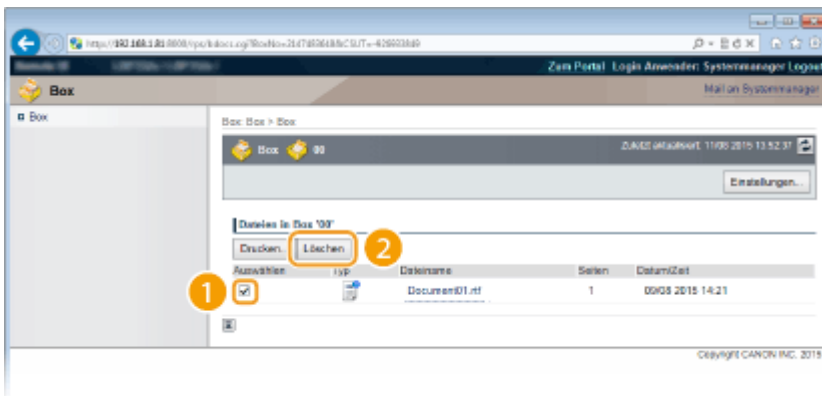 Zum Portal Login Anwender: Systemmanager Logout
Box
Mail an Systemmanager
Box
Box: Box > Box
Box 00
Zuletzt aktualisiert: 11/08 2015 13:52:37
Einstellungen...
Dateien in Box '00'
Drucken... Löschen 2
Auswählen Typ Dateiname Seiten Datum/Zeit
1 Document01.rtf 1 09/08 2015 14:21
Copyright CANON INC. 2015